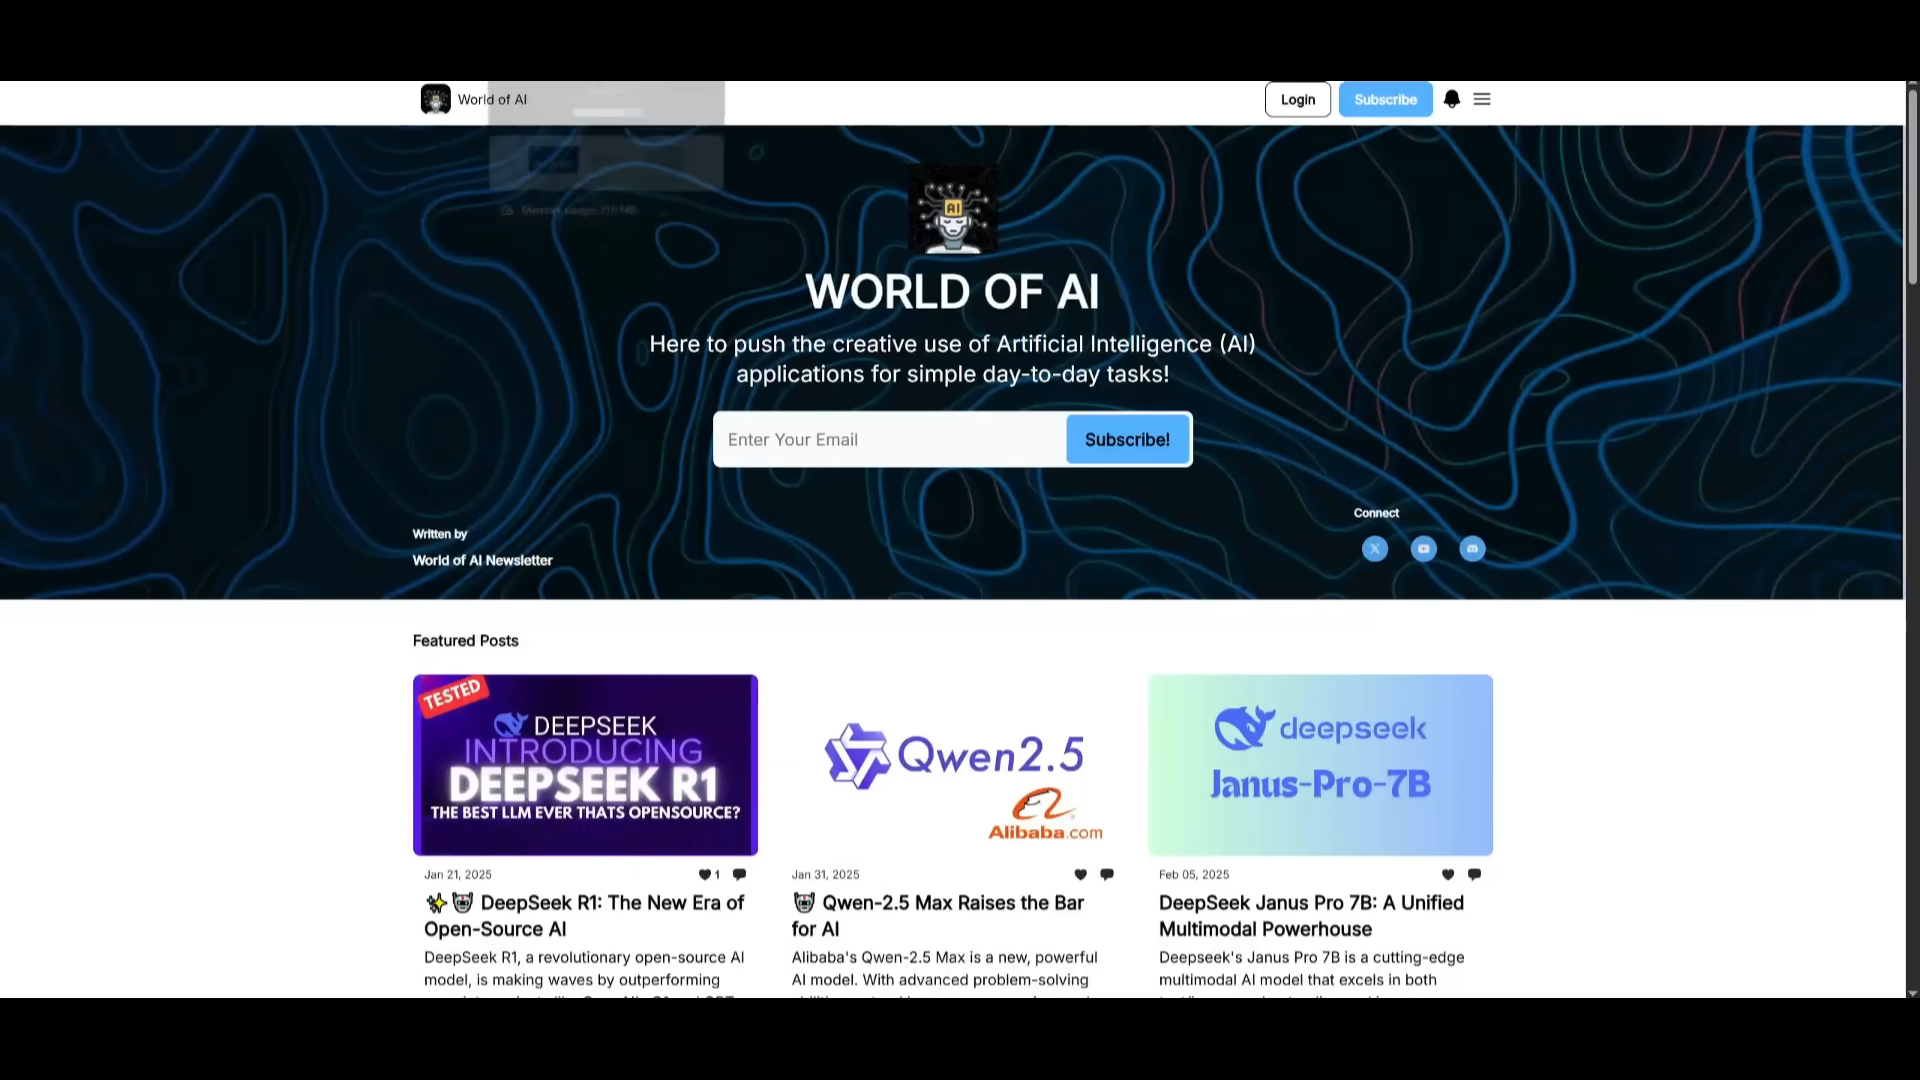 World of AI
Login
Subscribe
AI
WORLD OF AI
Here to push the creative use of Artificial Intelligence (AI)
applications for simple day-to-day tasks!
Enter Your Email
Subscribe!
Written by
World of AI Newsletter
Connect
Featured Posts
TESTED
DEEPSEEK
INTRODUCING
DEEPSEEK R1
THE BEST LLM EVER THATS OPENSOURCE?
Jan 21, 2025
1
✨🤖 DeepSeek R1: The New Era of
Open-Source AI
DeepSeek R1, a revolutionary open-source AI
model, is making waves by outperforming
Qwen2.5
Alibaba.com
Jan 31, 2025
🤖 Qwen-2.5 Max Raises the Bar
for AI
Alibaba's Qwen-2.5 Max is a new, powerful
AI model. With advanced problem-solving
deepseek
Janus-Pro-7B
Feb 05, 2025
DeepSeek Janus Pro 7B: A Unified
Multimodal Powerhouse
Deepseek's Janus Pro 7B is a cutting-edge
multimodal AI model that excels in both